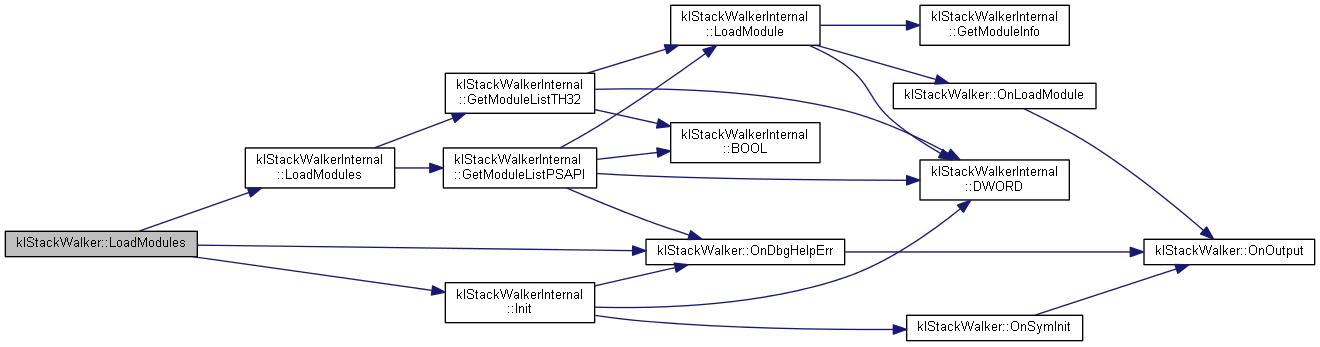 klStackWalkerInternal
::LoadModule
klStackWalkerInternal
::GetModuleInfo
klStackWalkerInternal
::GetModuleListTH32
klStackWalker::OnLoadModule
klStackWalkerInternal
::BOOL
klStackWalkerInternal
::LoadModules
klStackWalkerInternal
::GetModuleListPSAPI
klStackWalkerInternal
::DWORD
klStackWalker::LoadModules
klStackWalker::OnDbgHelpErr
klStackWalker::OnOutput
klStackWalkerInternal
::Init
klStackWalker::OnSymInit